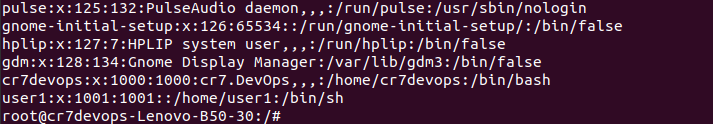 pulse:x:125:132:PulseAudio daemon,,,:/run/pulse:/usr/sbin/nologin
gnome-initial-setup:x:126:65534::/run/gnome-initial-setup/:/bin/false
hplip:x:127:7:HPLIP system user,,,:/run/hplip:/bin/false
gdm:x:128:134:Gnome Display Manager:/var/lib/gdm3:/bin/false
cr7devops:x:1000:1000:cr7.DevOps,,,:/home/cr7devops:/bin/bash
user1:x:1001:1001::/home/user1:/bin/sh
root@cr7devops-Lenovo-B50-30:/#